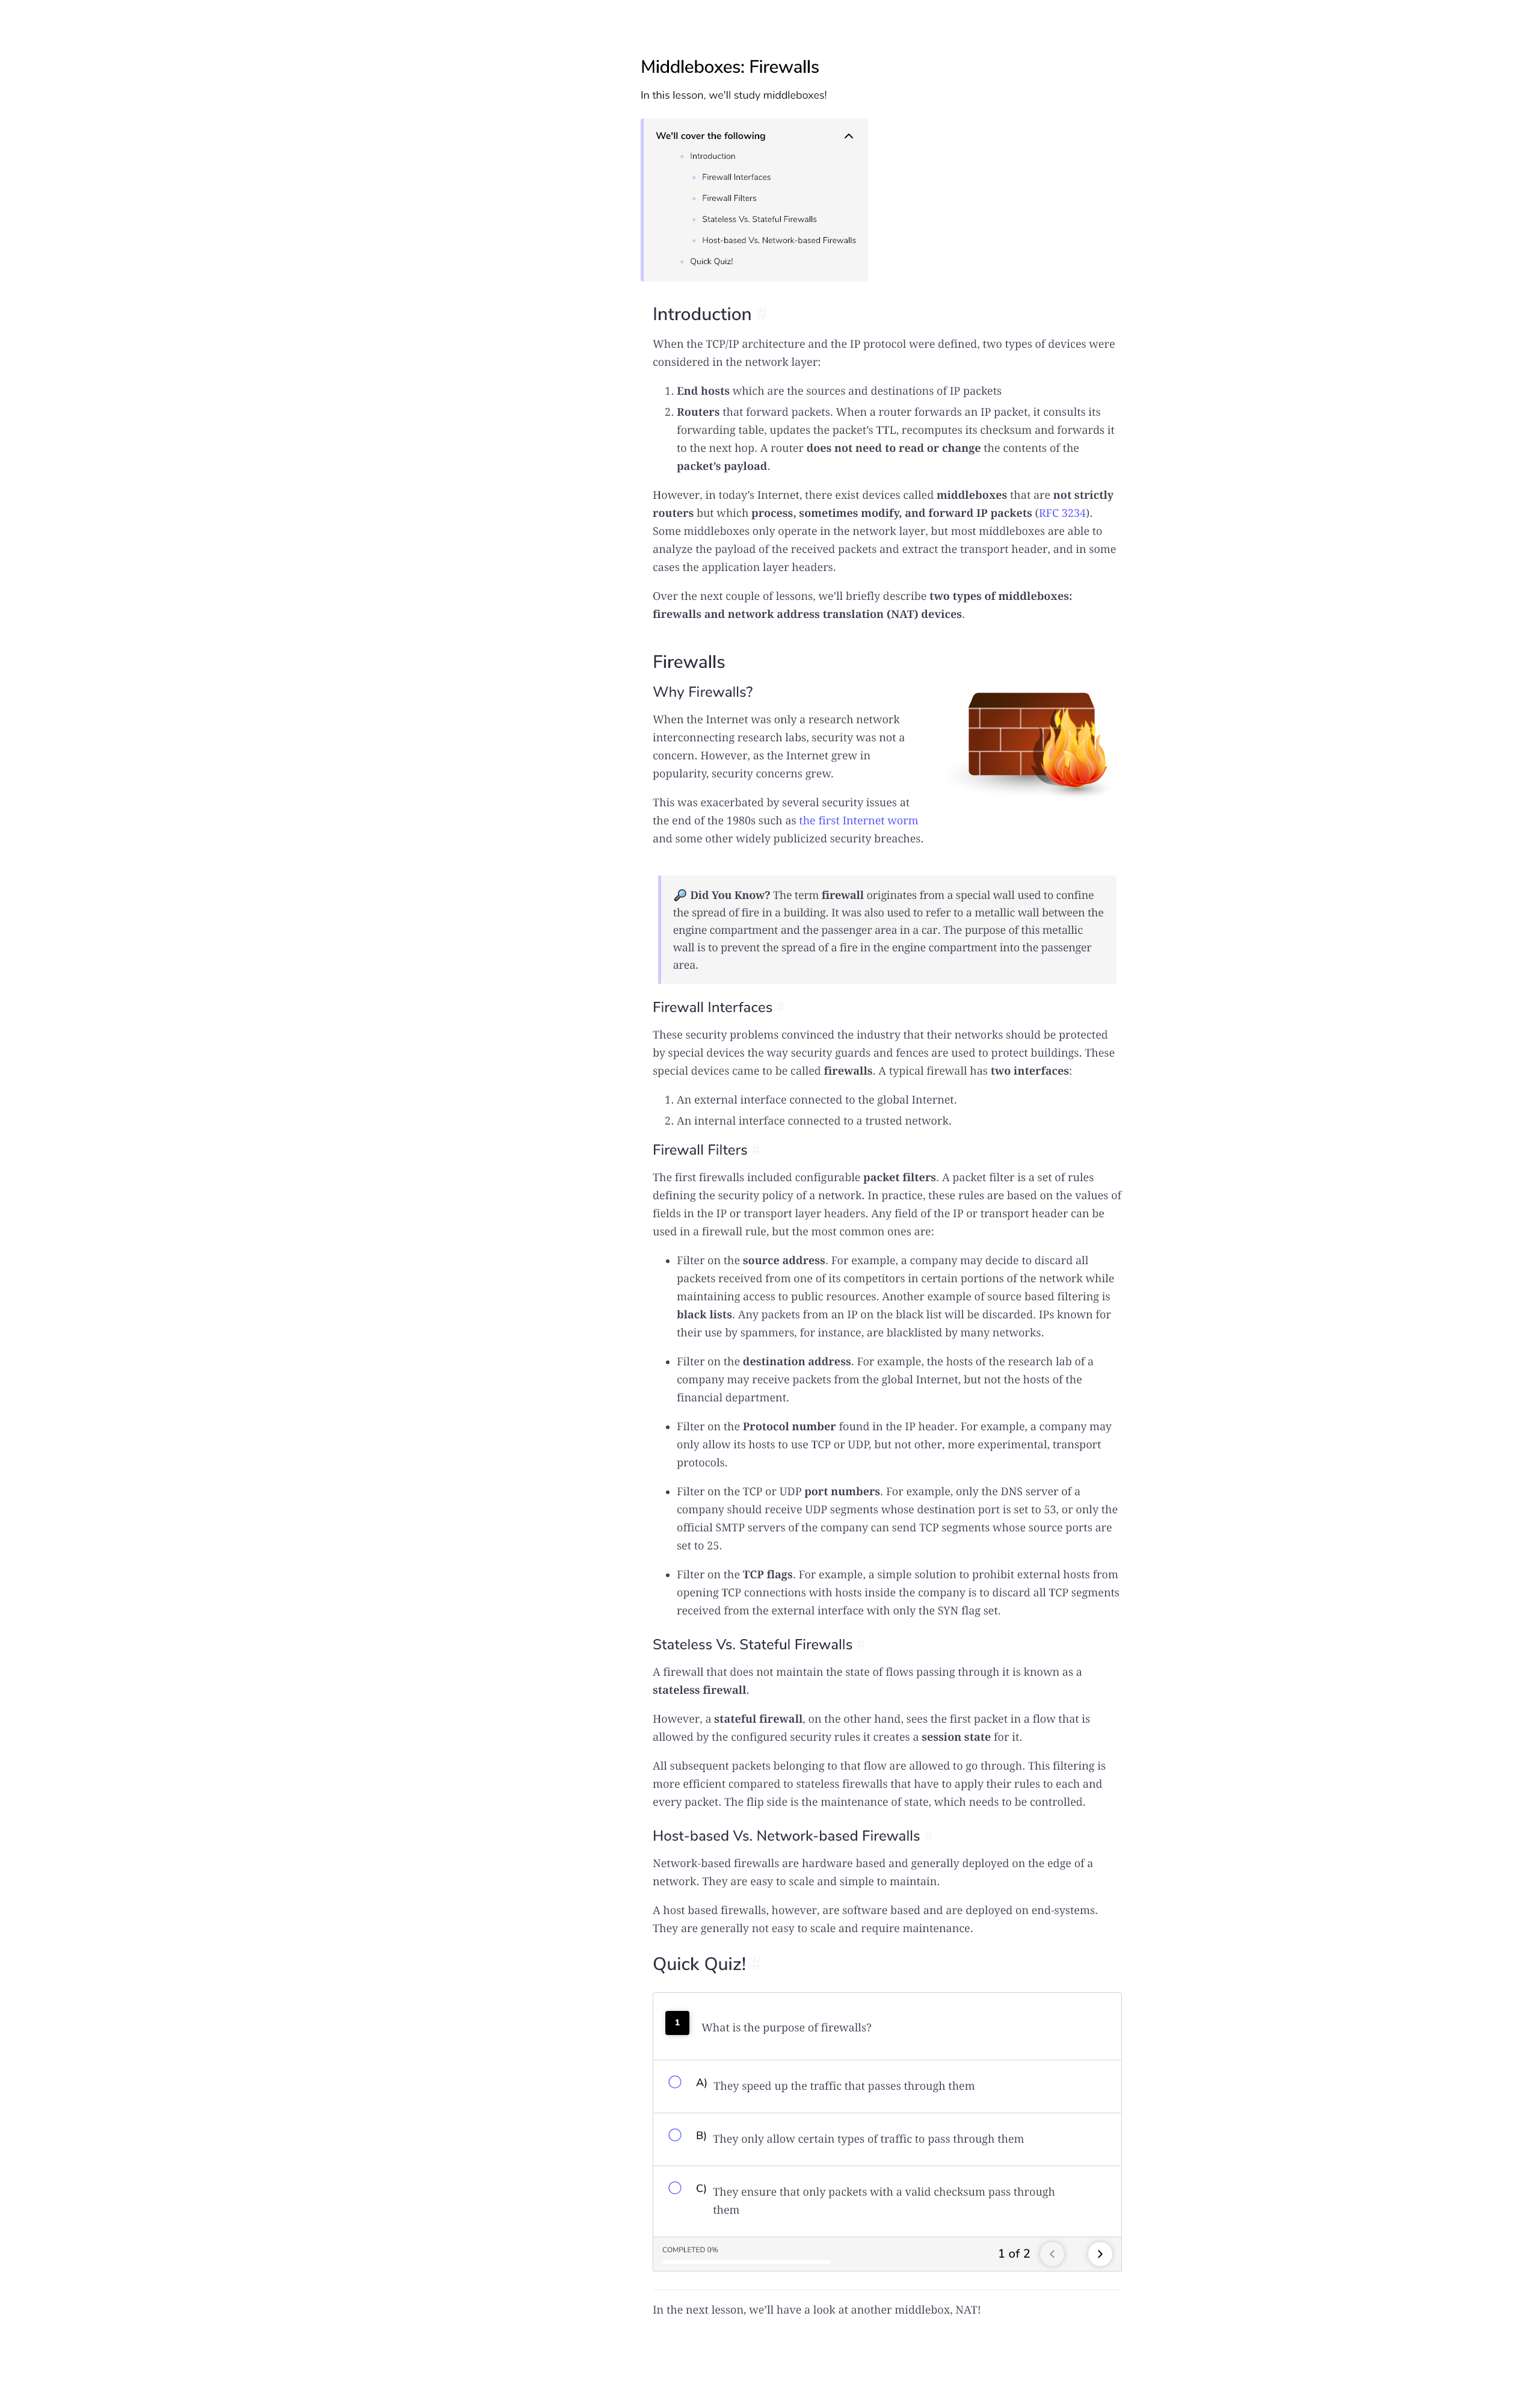 Middleboxes: Firewalls
In this lesson, we'll study middleboxes!
We'll cover the following
Introduction
Firewall Interfaces
Firewall Filters
Stateless Vs. Stateful Firewalls
Host-based Vs. Network-based Firewalls
Quick Quiz!
Introduction #
When the TCP/IP architecture and the IP protocol were defined, two types of devices were
considered in the network layer:
1. End hosts which are the sources and destinations of IP packets
2. Routers that forward packets. When a router forwards an IP packet, it consults its
forwarding table, updates the packet’s TTL, recomputes its checksum and forwards it
to the next hop. A router does not need to read or change the contents of the
packet’s payload.
However, in today’s Internet, there exist devices called middleboxes that are not strictly
routers but which process, sometimes modify, and forward IP packets (RFC 3234).
Some middleboxes only operate in the network layer, but most middleboxes are able to
analyze the payload of the received packets and extract the transport header, and in some
cases the application layer headers.
Over the next couple of lessons, we’ll briefly describe two types of middleboxes:
firewalls and network address translation (NAT) devices.
Firewalls
Why Firewalls?
When the Internet was only a research network
interconnecting research labs, security was not a
concern. However, as the Internet grew in
popularity, security concerns grew.
This was exacerbated by several security issues at
the end of the 1980s such as the first Internet worm
and some other widely publicized security breaches.
🔎 Did You Know? The term firewall originates from a special wall used to confine
the spread of fire in a building. It was also used to refer to a metallic wall between the
engine compartment and the passenger area in a car. The purpose of this metallic
wall is to prevent the spread of a fire in the engine compartment into the passenger
area.
Firewall Interfaces #
These security problems convinced the industry that their networks should be protected
by special devices the way security guards and fences are used to protect buildings. These
special devices came to be called firewalls. A typical firewall has two interfaces:
1. An external interface connected to the global Internet.
2. An internal interface connected to a trusted network.
Firewall Filters #
The first firewalls included configurable packet filters. A packet filter is a set of rules
defining the security policy of a network. In practice, these rules are based on the values of
fields in the IP or transport layer headers. Any field of the IP or transport header can be
used in a firewall rule, but the most common ones are:
• Filter on the source address. For example, a company may decide to discard all
packets received from one of its competitors in certain portions of the network while
maintaining access to public resources. Another example of source based filtering is
black lists. Any packets from an IP on the black list will be discarded. IPs known for
their use by spammers, for instance, are blacklisted by many networks.
• Filter on the destination address. For example, the hosts of the research lab of a
company may receive packets from the global Internet, but not the hosts of the
financial department.
• Filter on the Protocol number found in the IP header. For example, a company may
only allow its hosts to use TCP or UDP, but not other, more experimental, transport
protocols.
• Filter on the TCP or UDP port numbers. For example, only the DNS server of a
company should receive UDP segments whose destination port is set to 53, or only the
official SMTP servers of the company can send TCP segments whose source ports are
set to 25.
• Filter on the TCP flags. For example, a simple solution to prohibit external hosts from
opening TCP connections with hosts inside the company is to discard all TCP segments
received from the external interface with only the SYN flag set.
Stateless Vs. Stateful Firewalls #
A firewall that does not maintain the state of flows passing through it is known as a
stateless firewall.
However, a stateful firewall, on the other hand, sees the first packet in a flow that is
allowed by the configured security rules it creates a session state for it.
All subsequent packets belonging to that flow are allowed to go through. This filtering is
more efficient compared to stateless firewalls that have to apply their rules to each and
every packet. The flip side is the maintenance of state, which needs to be controlled.
Host-based Vs. Network-based Firewalls #
Network-based firewalls are hardware based and generally deployed on the edge of a
network. They are easy to scale and simple to maintain.
A host based firewalls, however, are software based and are deployed on end-systems.
They are generally not easy to scale and require maintenance.
Quick Quiz! #
1 What is the purpose of firewalls?
A) They speed up the traffic that passes through them
B) They only allow certain types of traffic to pass through them
C) They ensure that only packets with a valid checksum pass through
them
COMPLETED 0%
1 of 2
In the next lesson, we’ll have a look at another middlebox, NAT!